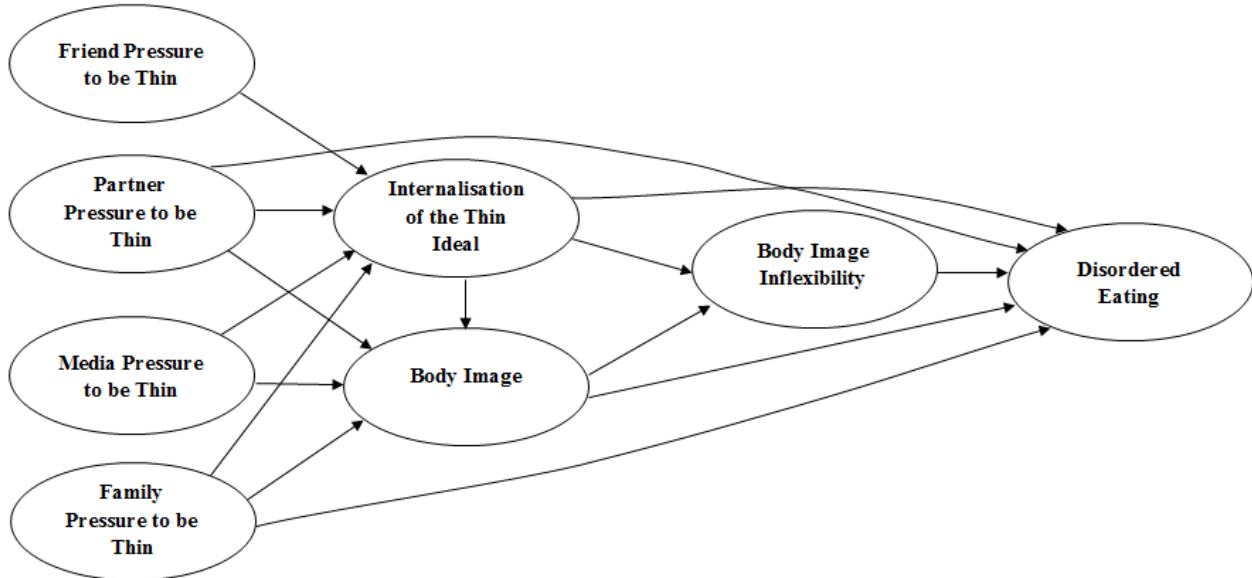 Friend Pressure
to be Thin
Partner
Pressure to be
Thin
Media Pressure
to be Thin
Family
Pressure to be
Thin
Internalisation
of the Thin
Ideal
Body Image
Body Image
Inflexibility
Disordered
Eating